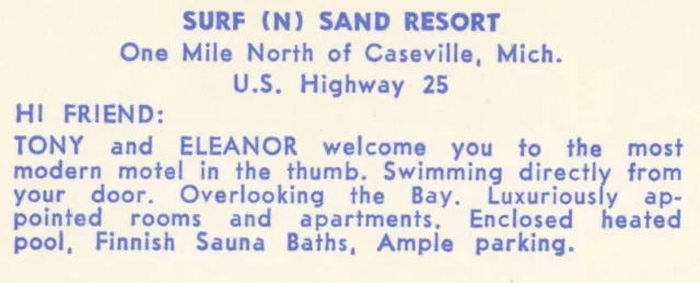 SURF (N) SAND RESORT
One Mile North of Caseville, Mich.
U.S. Highway 25
HI FRIEND:
TONY and ELEANOR welcome you to the most
modern motel in the thumb. Swimming directly from
your door. Overlooking the Bay. Luxuriously ap-
pointed rooms and apartments. Enclosed heated
pool, Finnish Sauna Baths, Ample parking.